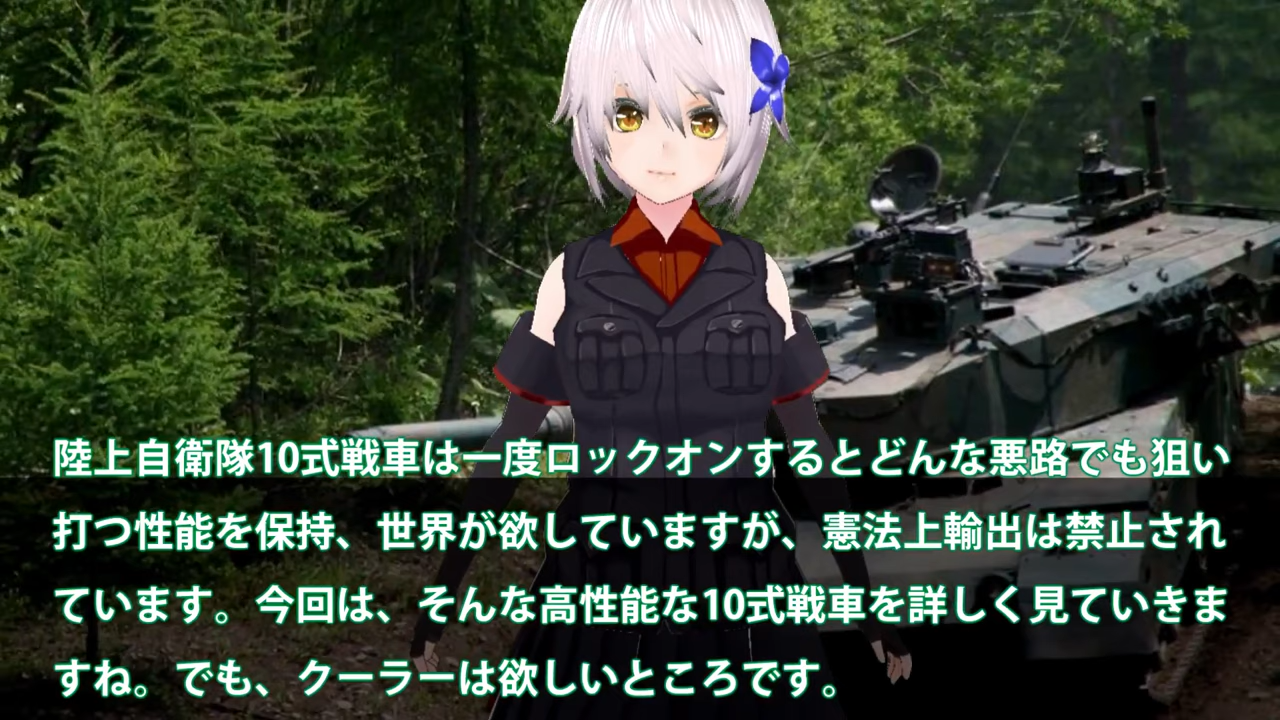 陸上自衛隊10式戦車は一度ロックオンするとどんな悪路でも狙い
打つ性能を保持、世界が欲していますが、憲法上輸出は禁止され
ています。今回は、そんな高性能な10式戦車を詳しく見ていきま
すね。でも、クーラーは欲しいところです。